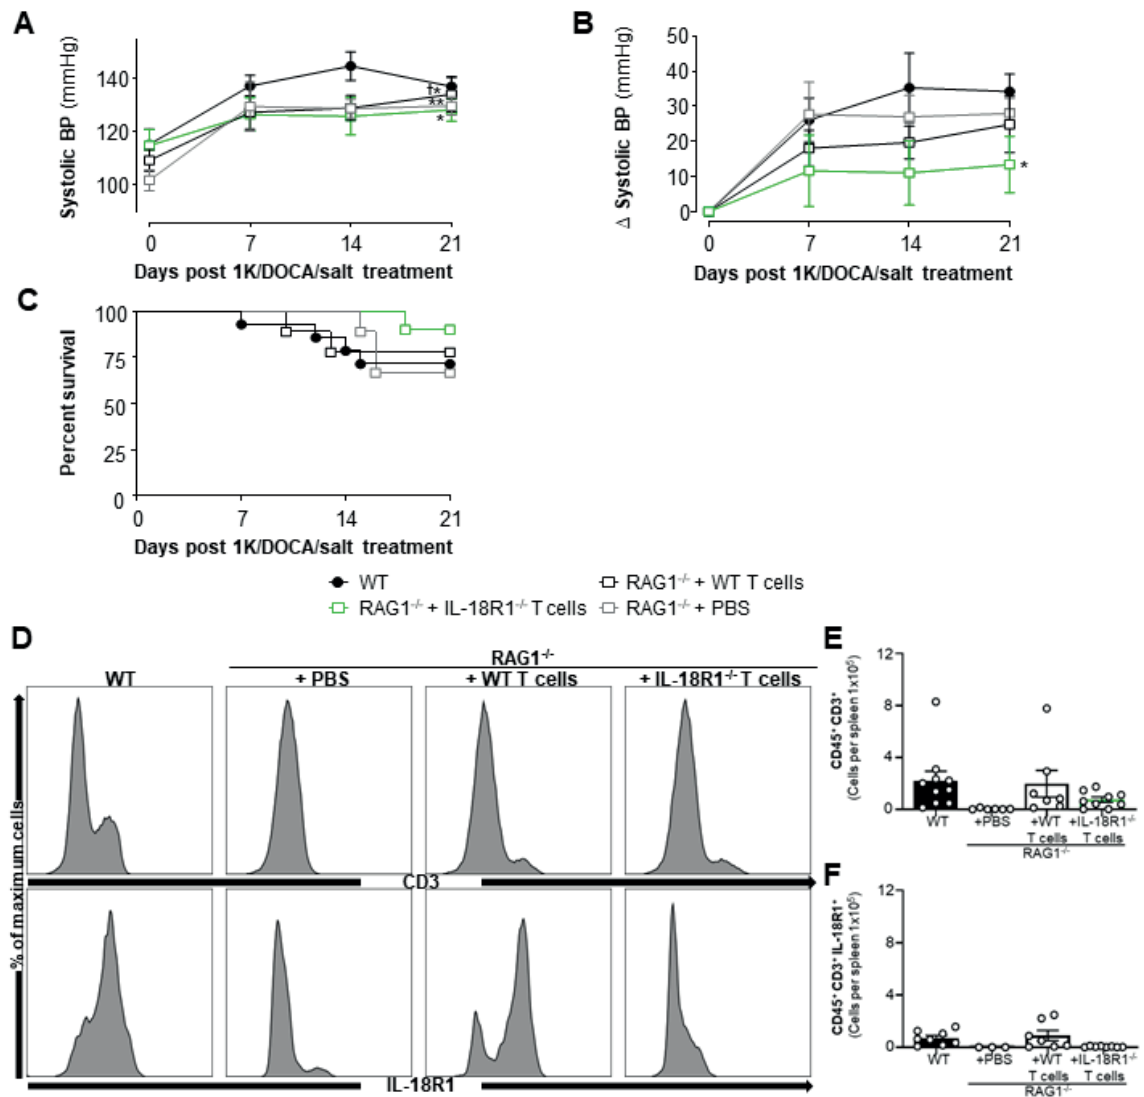 A
Systolic BP (mmHg)
140
120
100
†*
**
*
0 7 14 21
Days post 1K/DOCA/salt treatment
B
Δ Systolic BP (mmHg)
50
40
30
20
10
0
*
0 7 14 21
Days post 1K/DOCA/salt treatment
C
Percent survival
100
75
50
25
0
0 7 14 21
Days post 1K/DOCA/salt treatment
WT
RAG1-/- + WT T cells
RAG1-/- + IL-18R1-/- T cells
RAG1-/- + PBS
D
RAG1-/-
WT + PBS + WT T cells + IL-18R1-/- T cells
% of maximum cells
CD3
IL-18R1
E
CD45+ CD3+
(Cells per spleen 1x10⁵)
12
8
4
0
WT +PBS +WT +IL-18R1-/-
T cells T cells
RAG1-/-
F
CD45+ CD3+ IL-18R1+
(Cells per spleen 1x10⁵)
12
8
4
0
WT +PBS +WT +IL-18R1-/-
T cells T cells
RAG1-/-